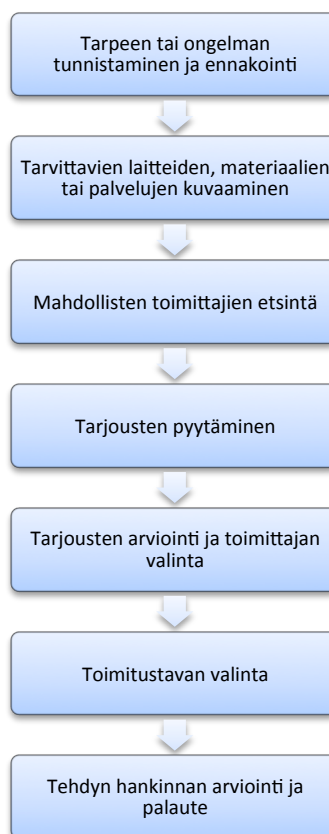 Tarpeen tai ongelman
tunnistaminen ja ennakointi
Tarvittavien laitteiden, materiaalien
tai palvelujen kuvaaminen
Mahdollisten toimittajien etsintä
Tarjousten pyytäminen
Tarjousten arviointi ja toimittajan
valinta
Toimitustavan valinta
Tehdyn hankinnan arviointi ja
palaute